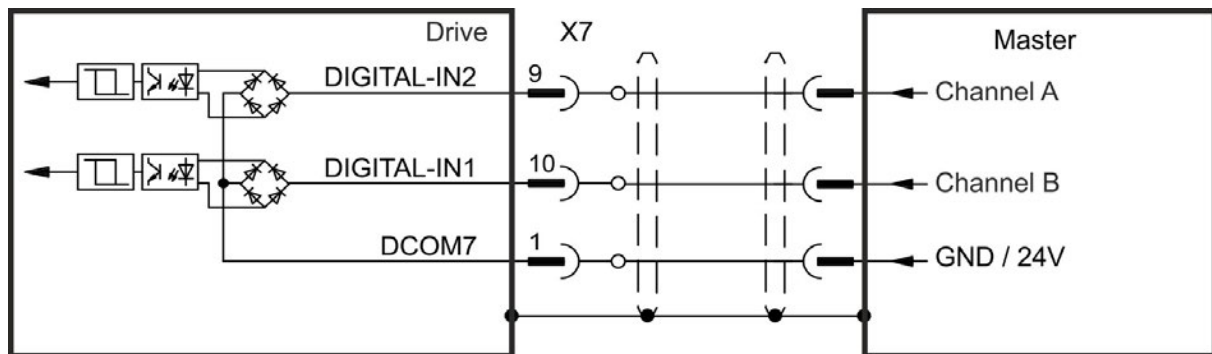 Drive X7 Master
DIGITAL-IN2 9 Channel A
DIGITAL-IN1 10 Channel B
DCOM7 1 GND / 24V